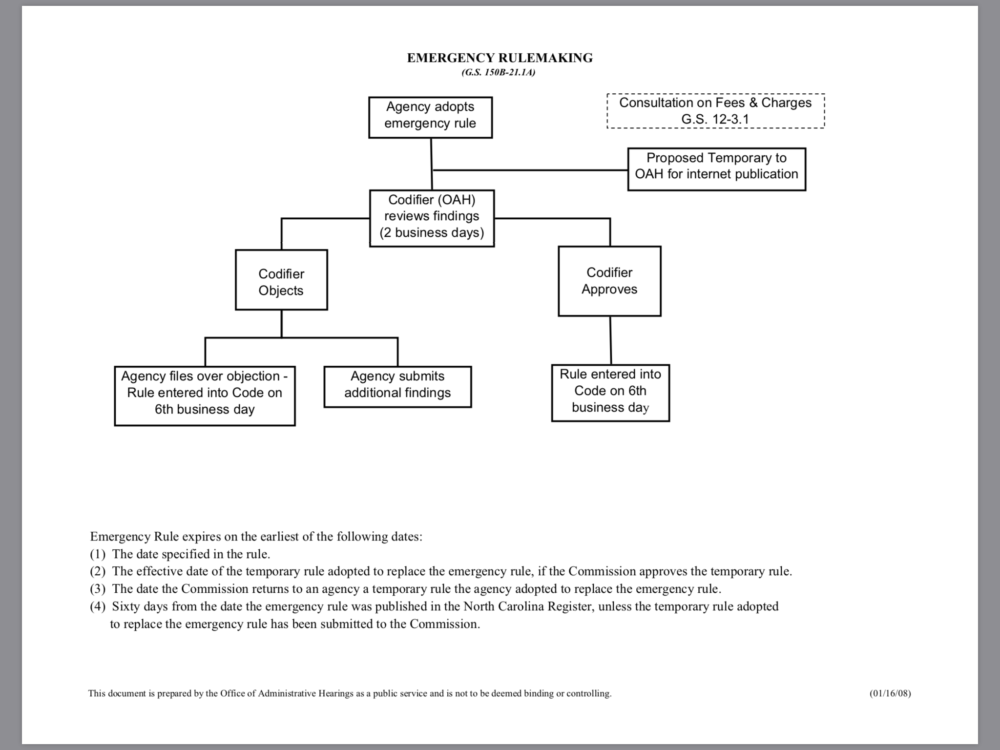 EMERGENCY RULEMAKING
(G.S. 150B-21.1A)
Agency adopts
emergency rule
Consultation on Fees & Charges
G.S. 12-3.1
Proposed Temporary to
OAH for internet publication
Codifier (OAH)
reviews findings
(2 business days)
Codifier
Objects
Codifier
Approves
Agency files over objection -
Rule entered into Code on
6th business day
Agency submits
additional findings
Rule entered into
Code on 6th
business day
Emergency Rule expires on the earliest of the following dates:
(1) The date specified in the rule.
(2) The effective date of the temporary rule adopted to replace the emergency rule, if the Commission approves the temporary rule.
(3) The date the Commission returns to an agency a temporary rule the agency adopted to replace the emergency rule.
(4) Sixty days from the date the emergency rule was published in the North Carolina Register, unless the temporary rule adopted
to replace the emergency rule has been submitted to the Commission.
This document is prepared by the Office of Administrative Hearings as a public service and is not to be deemed binding or controlling.
(01/16/08)